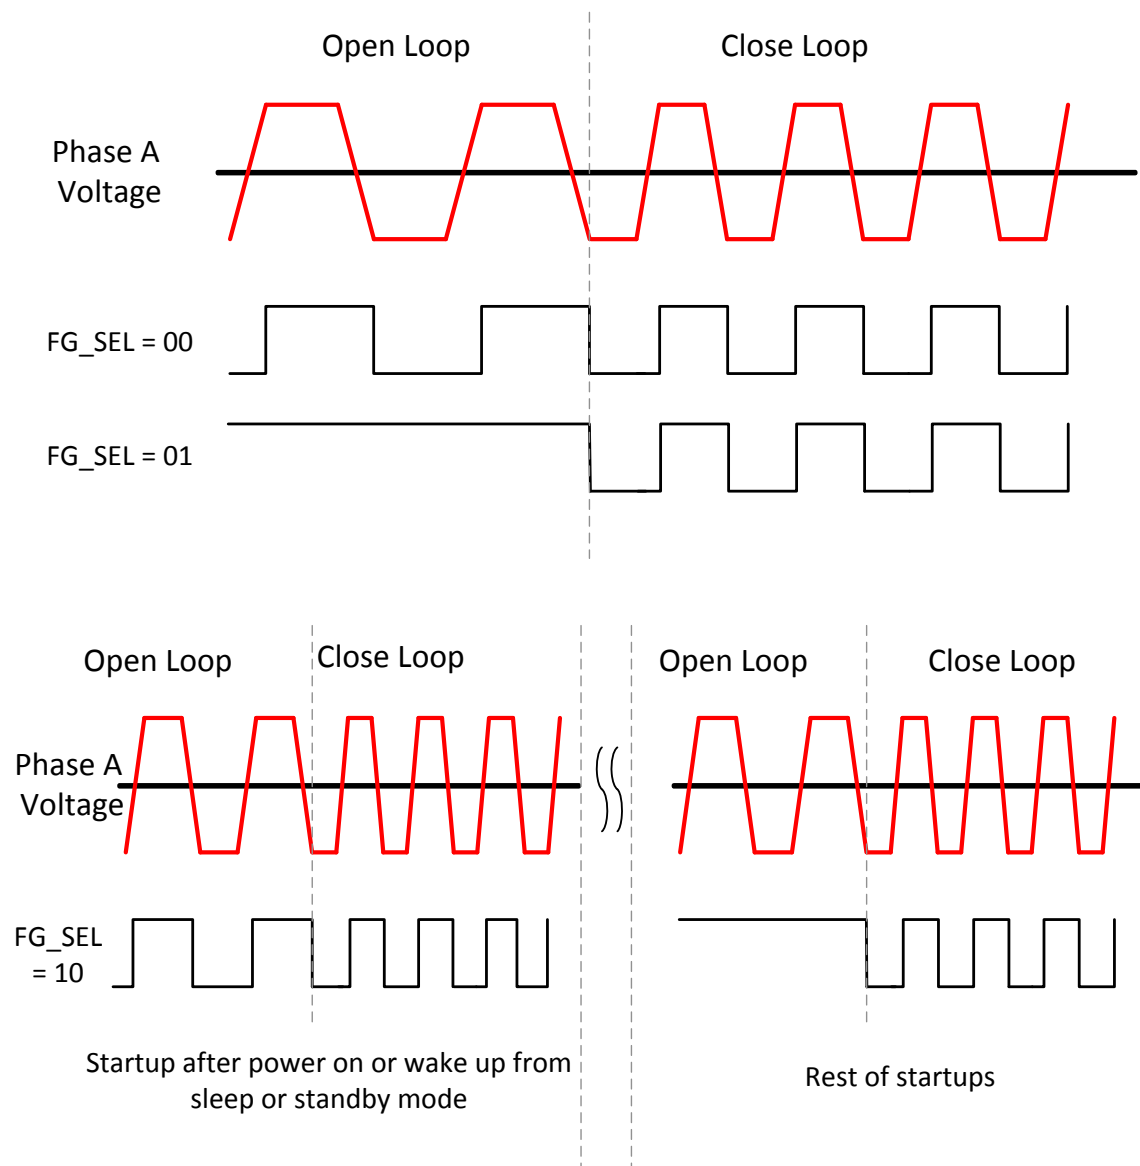 Open Loop
Close Loop
Phase A
Voltage
FG_SEL = 00
FG_SEL = 01
Open Loop
Close Loop
Open Loop
Close Loop
Phase A
Voltage
FG_SEL
= 10
Startup after power on or wake up from
sleep or standby mode
Rest of startups